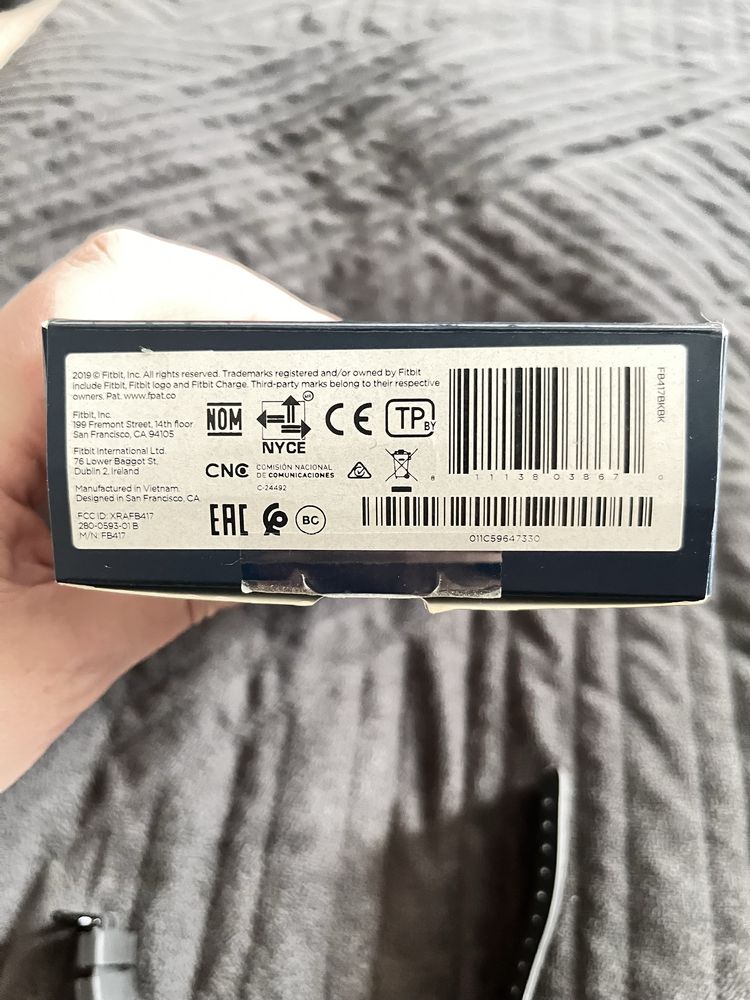 2019 © Fitbit, Inc. All rights reserved. Trademarks registered and/or owned by Fitbit
include Fitbit, Fitbit logo and Fitbit Charge. Third-party marks belong to their respective
owners. Pat. www.fpat.co
Fitbit, Inc.
199 Fremont Street, 14th floor
San Francisco, CA 94105
Fitbit International Ltd.
76 Lower Baggot St,
Dublin 2, Ireland
Manufactured in Vietnam.
Designed in San Francisco, CA
FCC ID: XRAFB417
280-0593-01 B
M/N: FB417
NOM
NYCE
CE
TP
BY
CNC
COMISIÓN NACIONAL
DE COMUNICACIONES
C-24492
EAC
BC
8 11138 03867 0
FB417BKBK
011C59647330